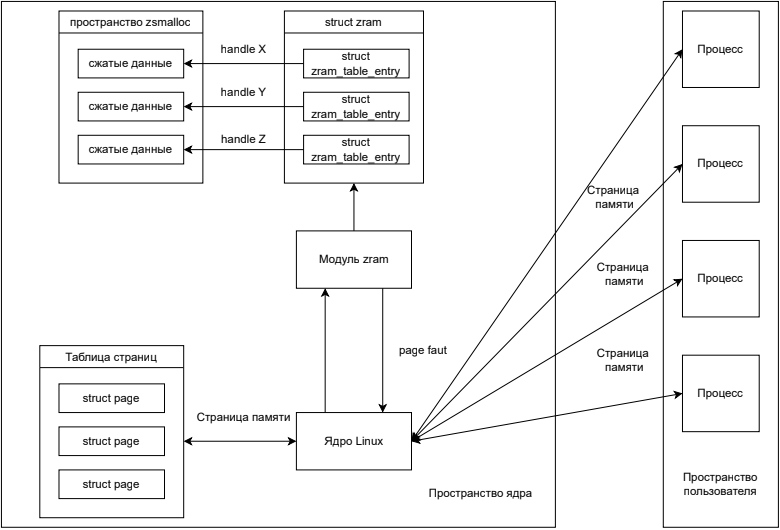 пространство zsmalloc
struct zram
Процесс
сжатые данные
handle X
struct
zram_table_entry
сжатые данные
handle Y
struct
zram_table_entry
сжатые данные
handle Z
struct
zram_table_entry
Процесс
Страница
памяти
Модуль zram
Страница
памяти
Процесс
Таблица страниц
page faut
Страница
памяти
struct page
Процесс
Страница памяти
struct page
Ядро Linux
struct page
Пространство ядра
Пространство
пользователя